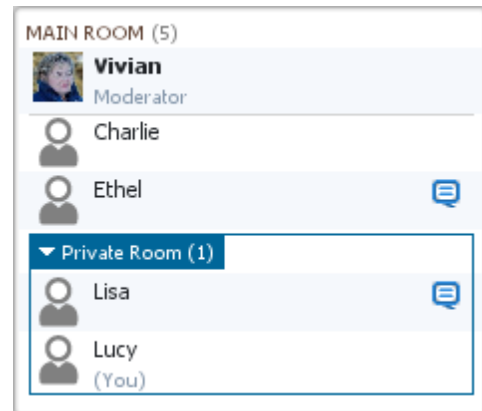 MAIN ROOM (5)
Vivian
Moderator
Charlie
Ethel
Private Room (1)
Lisa
Lucy
(You)